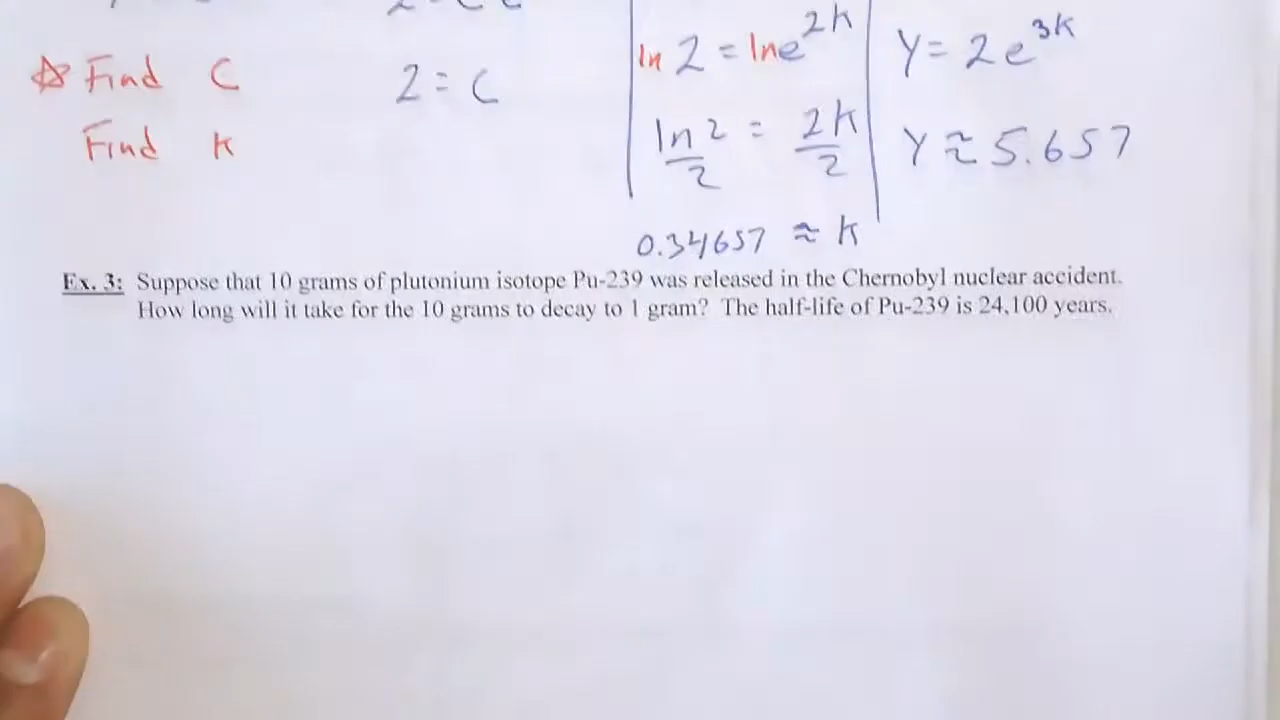 ln 2 = ln e^2k
y = 2e^3k
☆ Find C
2 = C
Find k
ln 2 / 2 = 2k / 2
y ≈ 5.657
0.34657 ≈ k
Ex. 3: Suppose that 10 grams of plutonium isotope Pu-239 was released in the Chernobyl nuclear accident.
How long will it take for the 10 grams to decay to 1 gram? The half-life of Pu-239 is 24,100 years.